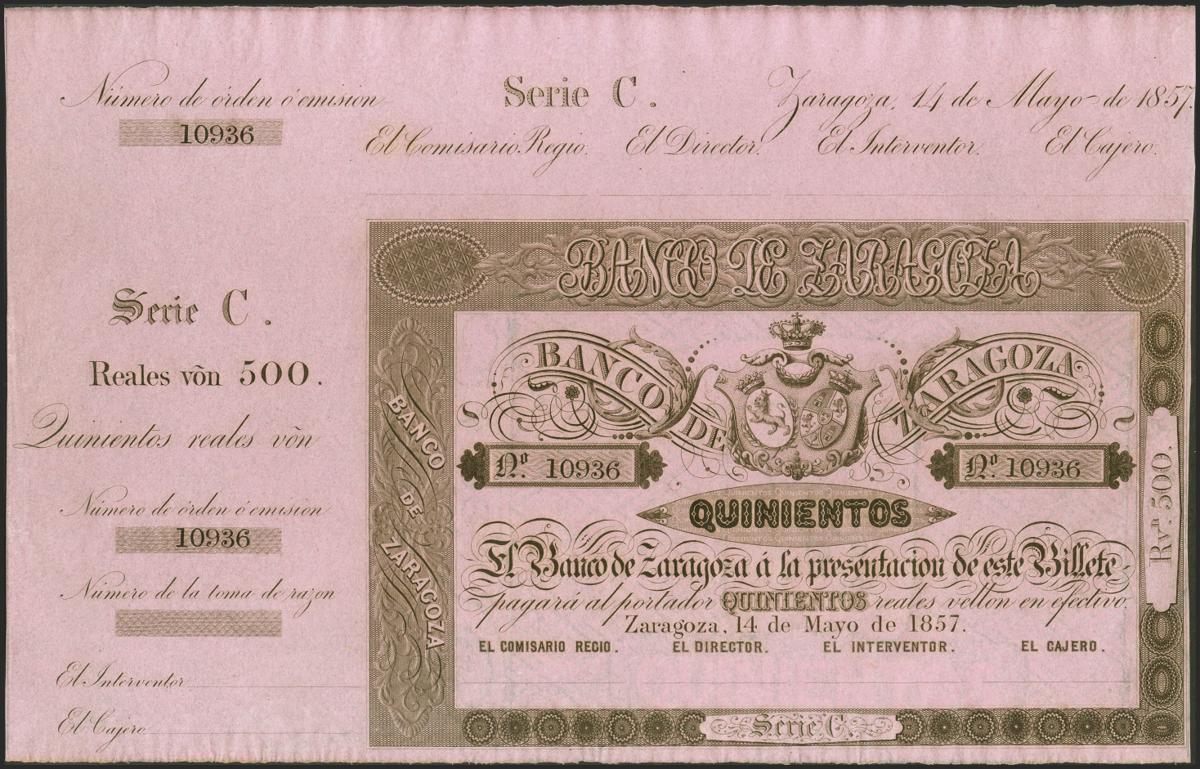 Número de órden ó emision
10936
Serie C.
Zaragoza, 14 de Mayo de 1857.
El Comisario Regio. El Director. El Interventor. El Cajero.
Serie C.
Reales vōn 500.
Quinientos reales vōn
Número de órden ó emision
10936
Número de la toma de razon
El Interventor
El Cajero
BANCO DE ZARAGOZA
BANCO DE ZARAGOZA
BANCO DE ZARAGOZA
Nº 10936
Nº 10936
QUINIENTOS
El Banco de Zaragoza á la presentacion de este Billete
pagará al portador QUINIENTOS reales vellon en efectivo.
Zaragoza, 14 de Mayo de 1857.
EL COMISARIO REGIO. EL DIRECTOR. EL INTERVENTOR. EL CAJERO.
Rvⁿ 500.
Serie C.